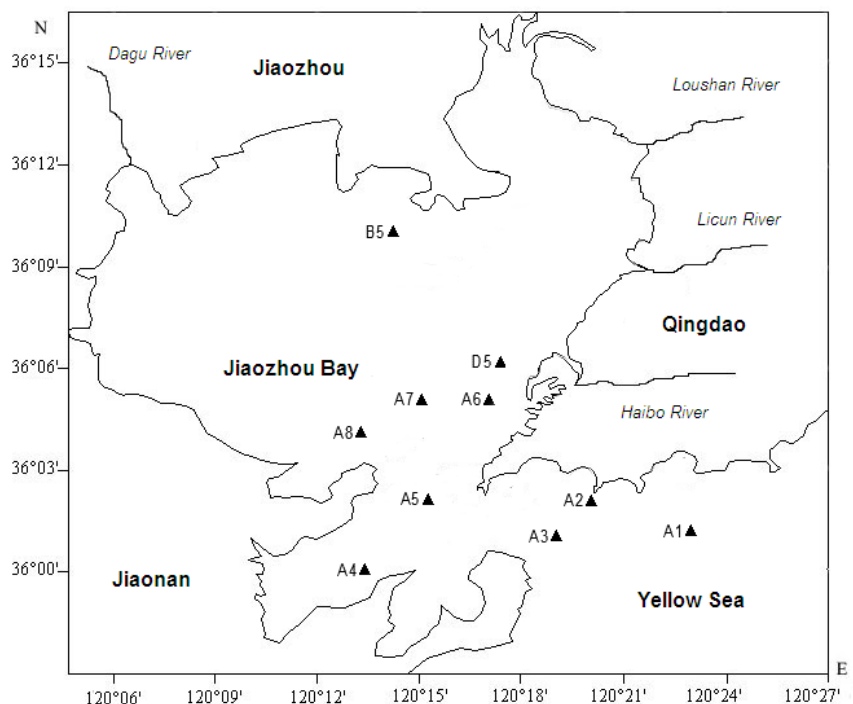 N
36°15'
Dagu River
Jiaozhou
Loushan River
36°12'
Licun River
B5
36°09'
Qingdao
36°06'
Jiaozhou Bay
D5
A7
A6
Haibo River
A8
36°03'
A5
A2
A3
A1
36°00'
Jiaonan
A4
Yellow Sea
E
120°06'
120°09'
120°12'
120°15'
120°18'
120°21'
120°24'
120°27'